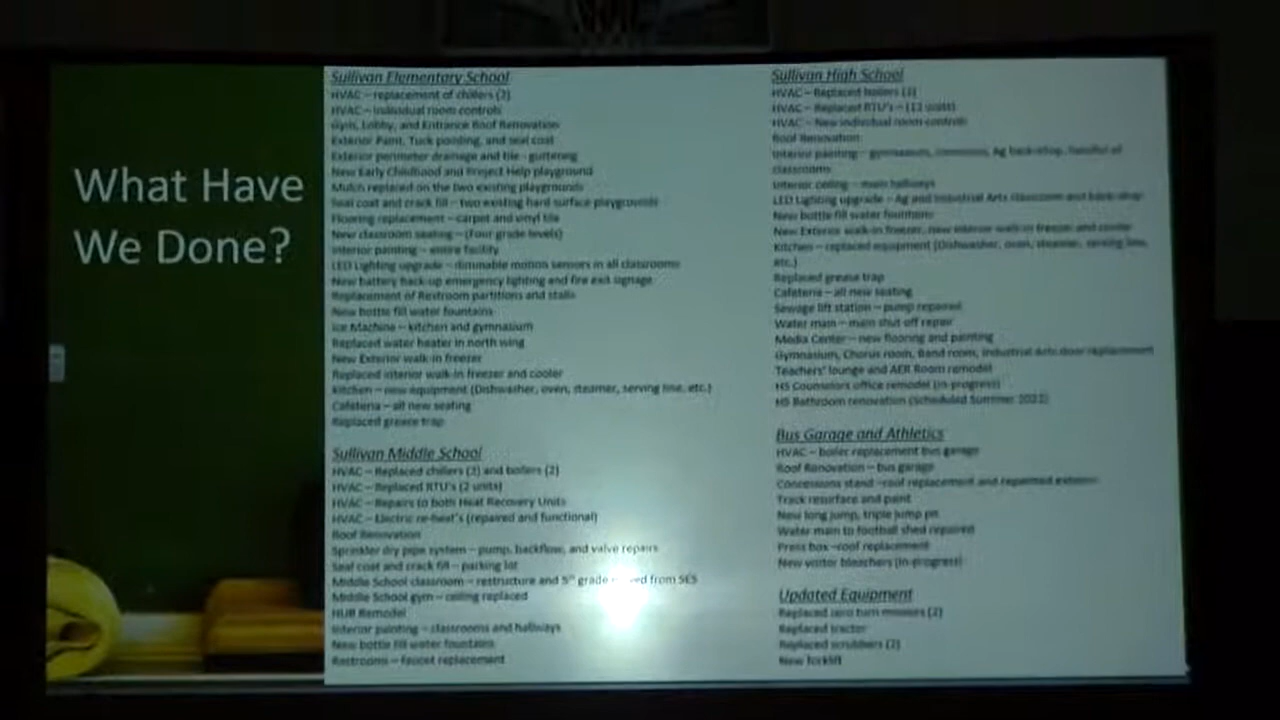 What Have
We Done?
Sullivan Elementary School
HVAC – replacement of chillers (2)
HVAC – individual room controls
Gym, Lobby, and Entrance Roof Renovation
Exterior Paint, Tuck pointing, and seal coat
Exterior perimeter drainage and tile - guttering
New Early Childhood and Project Help playground
Mulch replaced on the two existing playgrounds
Seal coat and crack fill – two existing hard surface playgrounds
Flooring replacement – carpet and vinyl tile
New classroom seating – (Four grade levels)
Interior painting – entire facility
LED Lighting upgrade – dimmable motion sensors in all classrooms
New battery back-up emergency lighting and fire exit signage
Replacement of Restroom partitions and stalls
New bottle fill water fountains
Ice Machine – kitchen and gymnasium
Replaced water heater in north wing
New Exterior walk-in freezer
Replaced interior walk-in freezer and cooler
Kitchen – new equipment (Dishwasher, oven, steamer, serving line, etc.)
Cafeteria – all new seating
Replaced grease trap
Sullivan Middle School
HVAC – Replaced chillers (2) and boilers (2)
HVAC – Replaced RTU's (2 units)
HVAC – Repairs to both Heat Recovery Units
HVAC – Electric re-heat's (repaired and functional)
Roof Renovation
Sprinkler dry pipe system – pump, backflow, and valve repairs
Seal coat and crack fill – parking lot
Middle School classroom – restructure and 5th grade from SES
Middle School gym – ceiling replaced
HUB Remodel
Interior painting – classrooms and hallways
New bottle fill water fountains
Restrooms – faucet replacement
Sullivan High School
HVAC – Replaced boilers (3)
HVAC – Replaced RTU's – (12 units)
HVAC – New individual room controls
Roof Renovation
Interior painting – gymnasium, commons, Ag back-shop, handful of
classrooms
Interior ceiling – main hallways
LED Lighting upgrade – Ag and Industrial Arts classroom and back-shop
New bottle fill water fountains
New Exterior walk-in freezer, new interior walk-in freezer and cooler
Kitchen – replaced equipment (Dishwasher, oven, steamer, serving line,
etc.)
Replaced grease trap
Cafeteria – all new seating
Sewage lift station – pump repaired
Water main – main shut off repair
Media Center – new flooring and painting
Gymnasium, Chorus room, Band room, Industrial Arts door replacement
Teachers' lounge and AER Room remodel
HS Counselors office remodel (in-progress)
HS Bathroom renovation (Scheduled Summer 2022)
Bus Garage and Athletics
HVAC – boiler replacement bus garage
Roof Renovation – bus garage
Concessions stand –roof replacement and repainted exterior
Track resurface and paint
New long jump, triple jump pit
Water main to football shed repaired
Press box –roof replacement
New visitor bleachers (in-progress)
Updated Equipment
Replaced zero turn mowers (2)
Replaced tractor
Replaced scrubbers (2)
New forklift